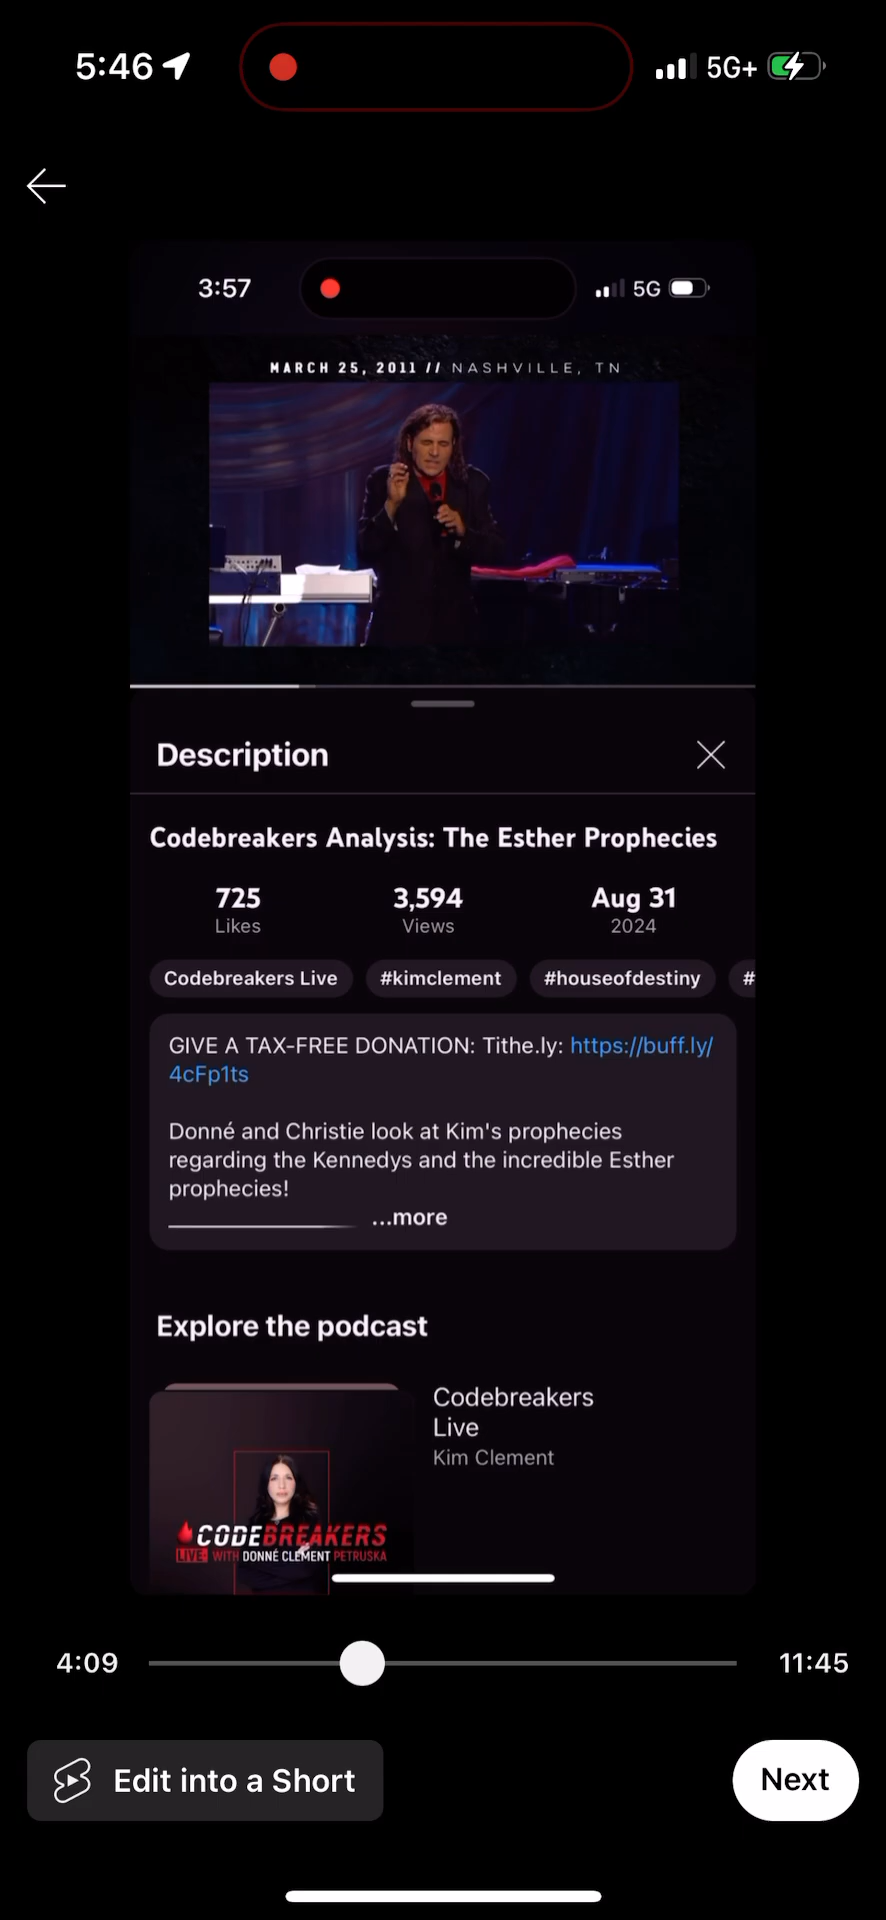 5:46
5G+
3:57
5G
MARCH 25, 2011 // NASHVILLE, TN
Description
Codebreakers Analysis: The Esther Prophecies
725
3,594
Aug 31
Likes
Views
2024
Codebreakers Live
#kimclement
#houseofdestiny
#
GIVE A TAX-FREE DONATION: Tithe.ly: https://buff.ly/
4cFp1ts
Donné and Christie look at Kim's prophecies
regarding the Kennedys and the incredible Esther
prophecies!
...more
Explore the podcast
Codebreakers
Live
Kim Clement
CODEBREAKERS
LIVE: WITH DONNÉ CLEMENT PETRUSKA
4:09
11:45
Edit into a Short
Next